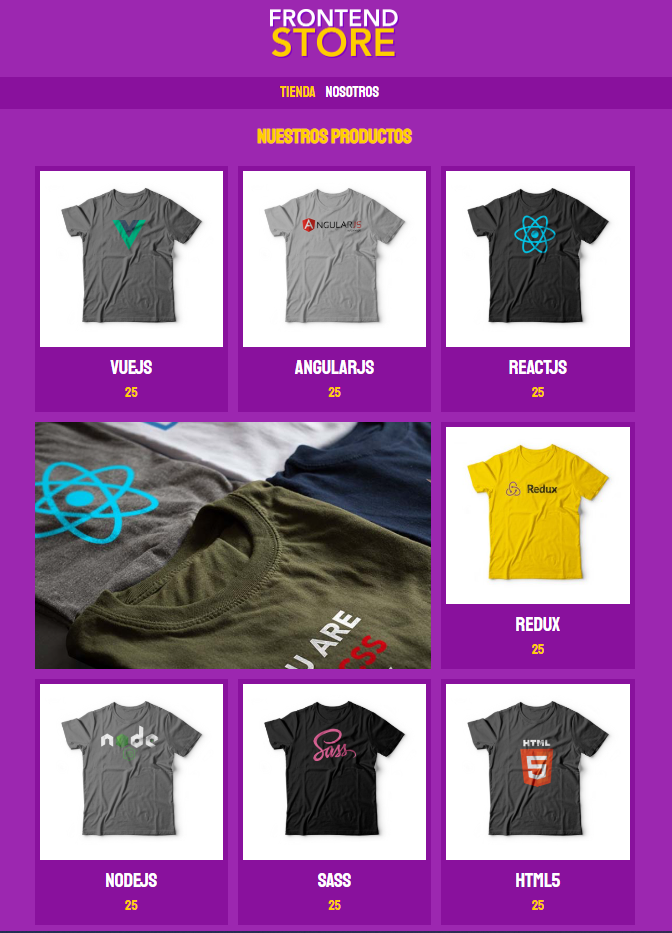 FRONTEND
STORE
TIENDA NOSOTROS
NUESTROS PRODUCTOS
ANGULARJS
VUEJS
25
ANGULARJS
25
REACTJS
25
U ARE
Redux
REDUX
25
node
Sass
HTML
5
NODEJS
25
SASS
25
HTML5
25